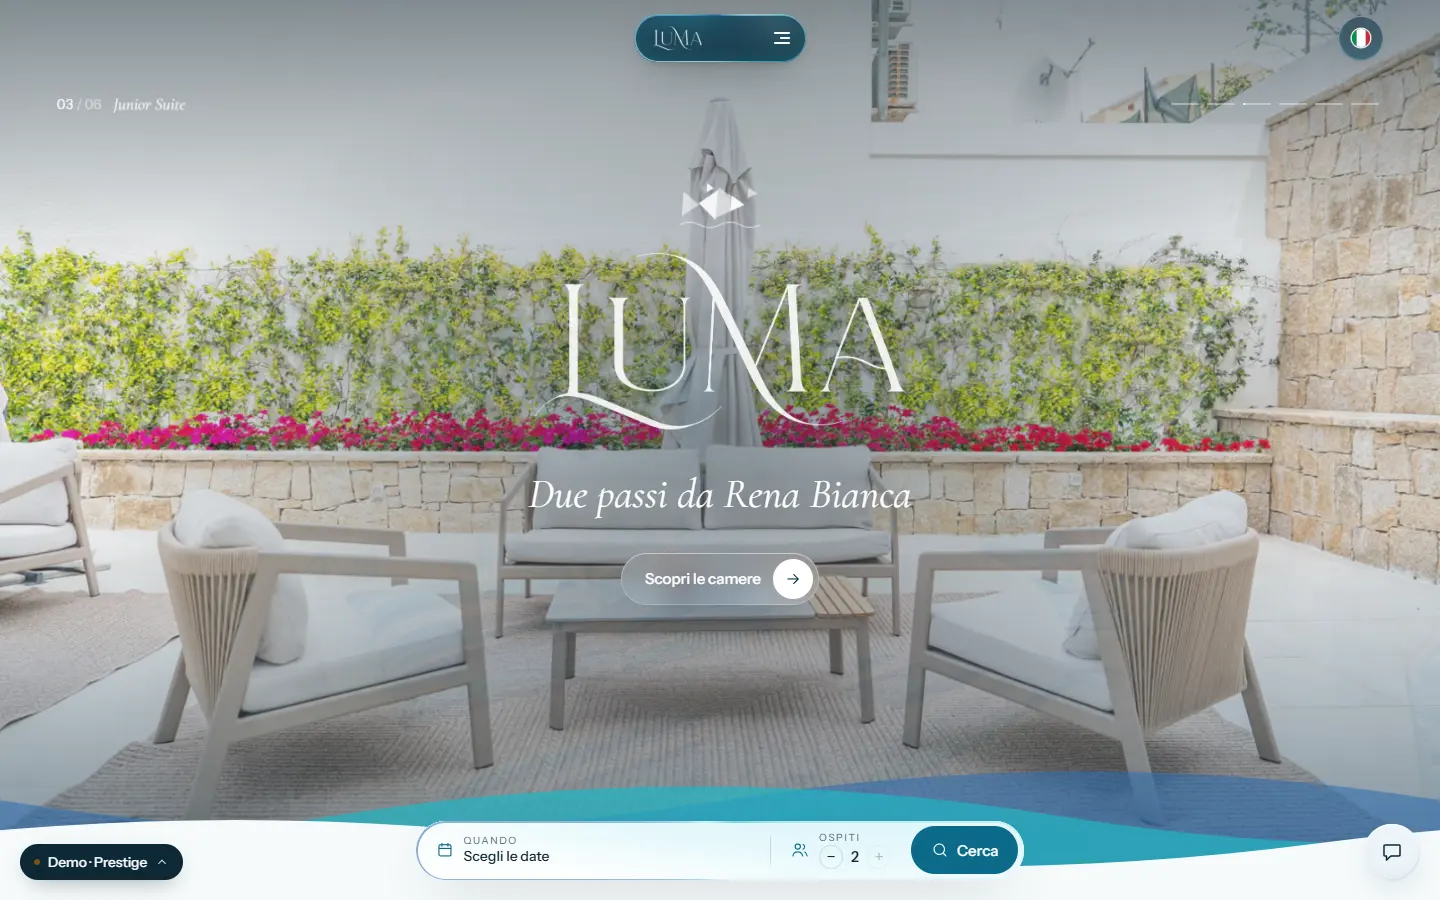 LUMA
03 / 06 Junior Suite
LUMA
Due passi da Rena Bianca
Scopri le camere
QUANDO
Scegli le date
OSPITI
− 2 +
Cerca
Demo · Prestige